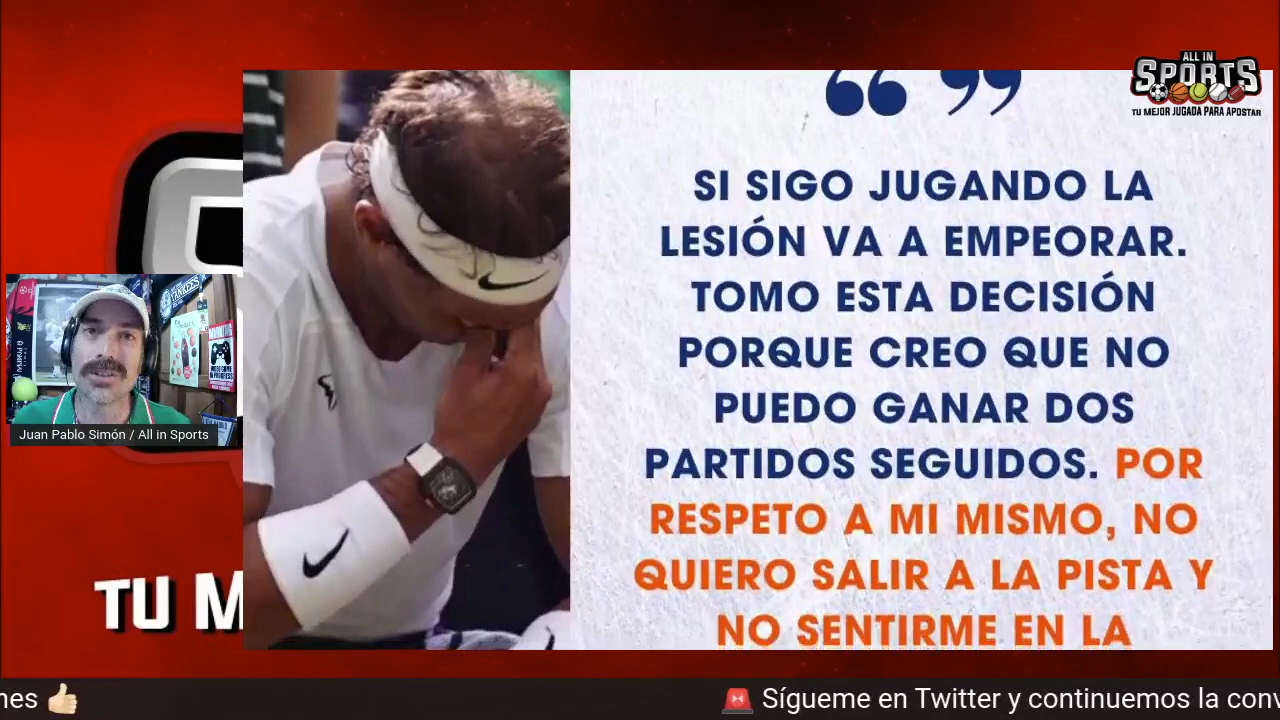 ALL IN
SPORTS
TU MEJOR JUGADA PARA APOSTAR
SI SIGO JUGANDO LA
LESIÓN VA A EMPEORAR.
TOMO ESTA DECISIÓN
PORQUE CREO QUE NO
PUEDO GANAR DOS
PARTIDOS SEGUIDOS. POR
RESPETO A MI MISMO, NO
QUIERO SALIR A LA PISTA Y
NO SENTIRME EN LA
YANKEES
Juan Pablo Simón / All in Sports
TU M
nes 👍🏻
🚨 Sígueme en Twitter y continuemos la conv